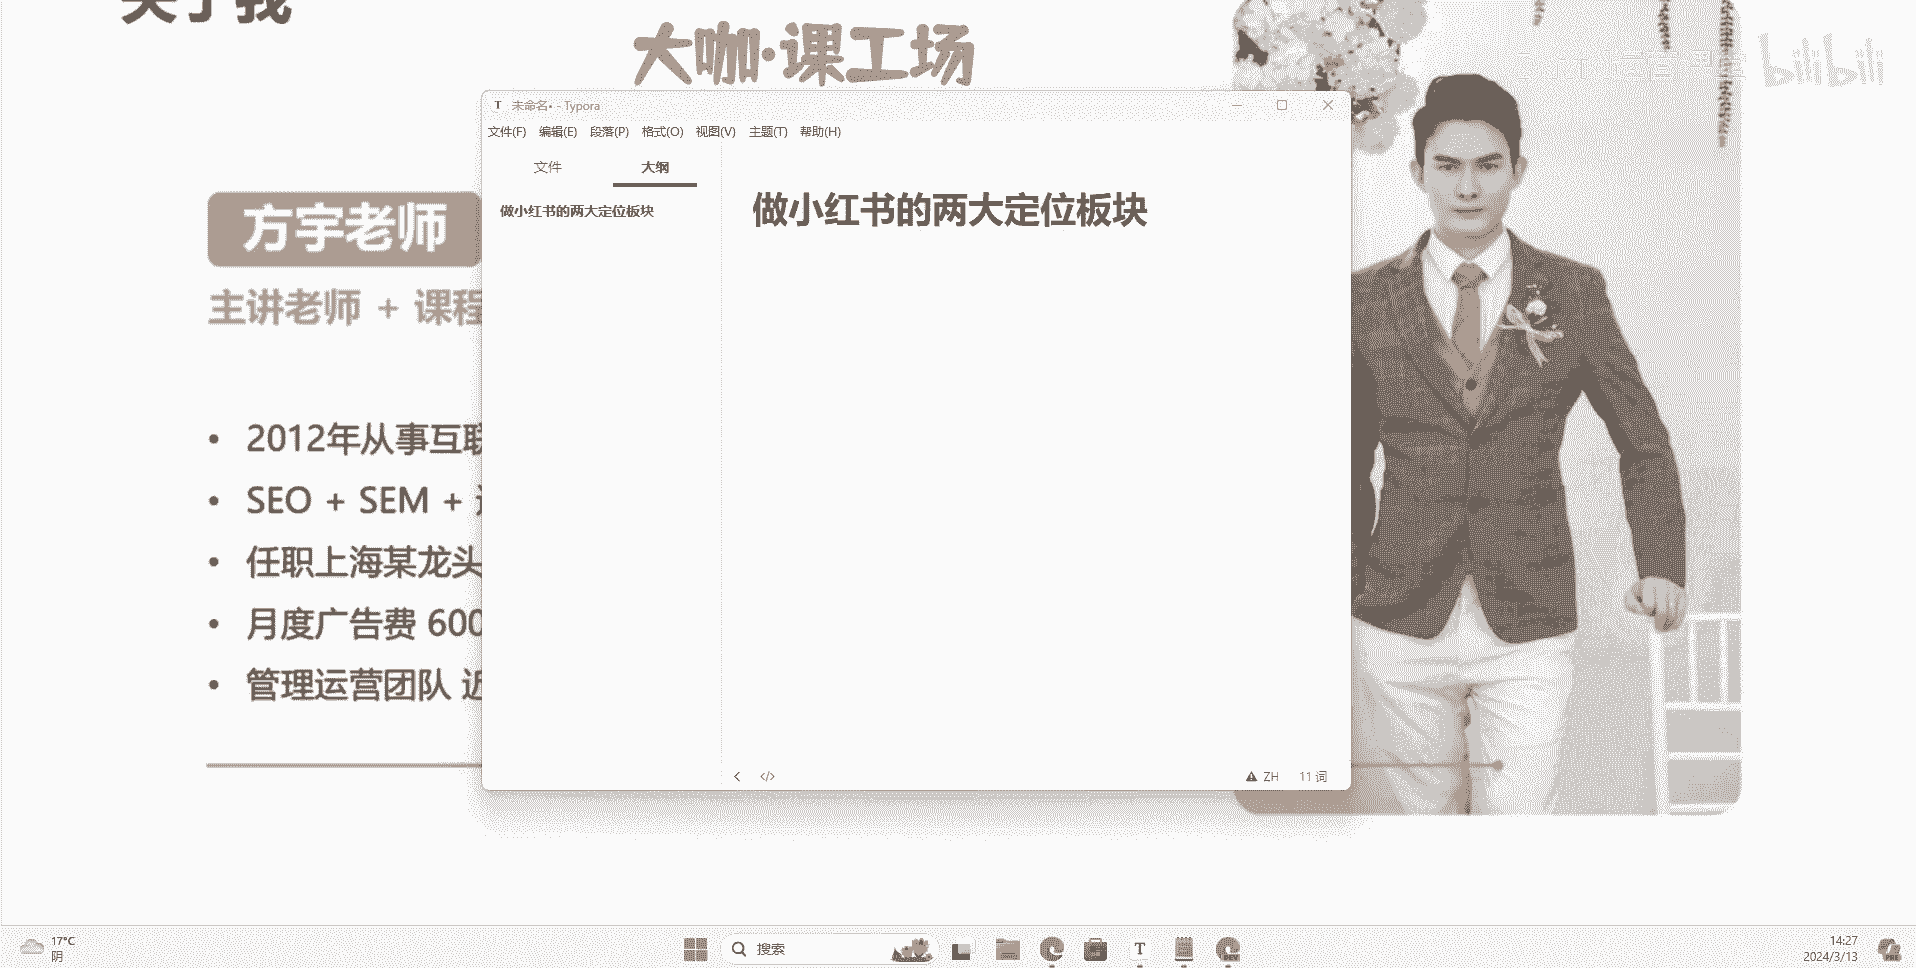 关于我
大咖·课工场
bilibili
未命名• - Typora
文件(F) 编辑(E) 段落(P) 格式(O) 视图(V) 主题(T) 帮助(H)
文件 大纲
做小红书的两大定位板块
做小红书的两大定位板块
方宇老师
主讲老师 + 课程
• 2012年从事互联
• SEO + SEM +
• 任职上海某龙头
• 月度广告费 600
• 管理运营团队 近
</> ZH 11 词
17°C
阴
搜索
T
DEV
14:27
2024/3/13
PRE